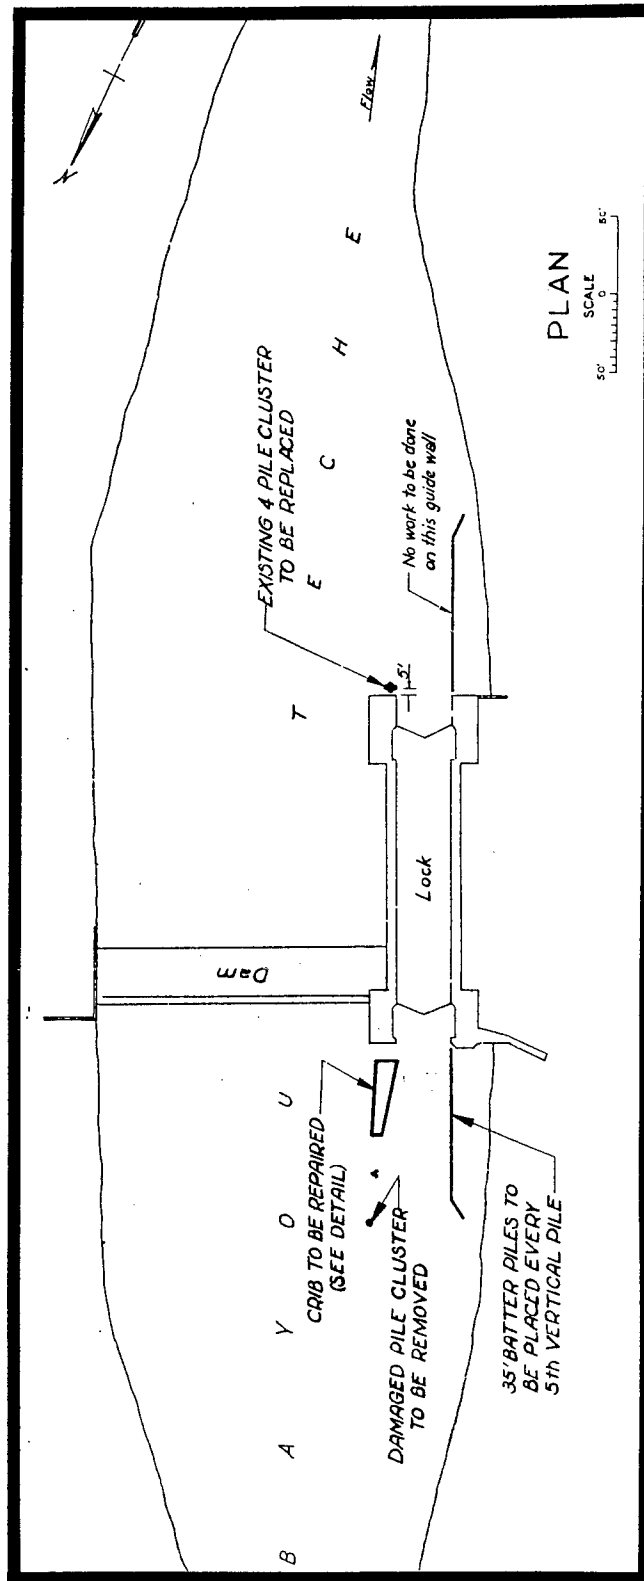 N
Flow
BAYOU TECHE
EXISTING 4 PILE CLUSTER
TO BE REPLACED
No work to be done
on this guide wall
5'
Dam
Lock
CRIB TO BE REPAIRED
(SEE DETAIL)
DAMAGED PILE CLUSTER
TO BE REMOVED
35' BATTER PILES TO
BE PLACED EVERY
5th VERTICAL PILE
PLAN
SCALE
50' 0 50'